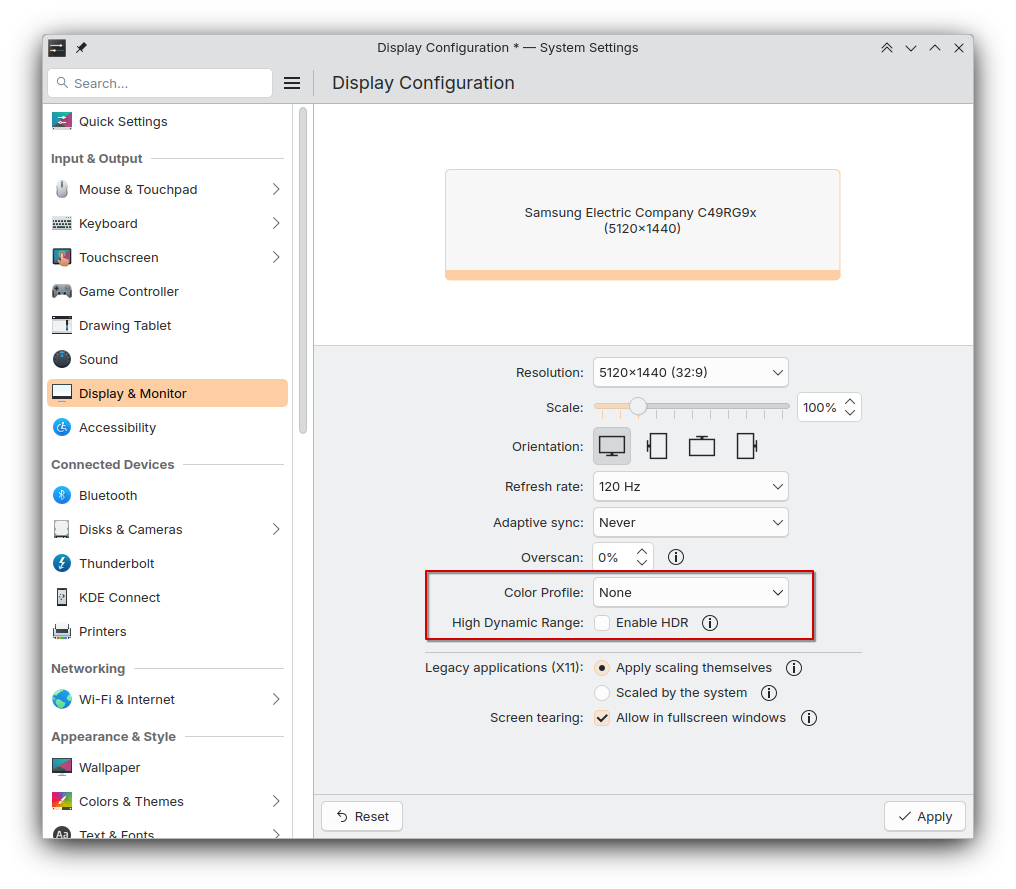 Display Configuration * — System Settings
Search...
Display Configuration
Quick Settings
Input & Output
Mouse & Touchpad
Keyboard
Touchscreen
Game Controller
Drawing Tablet
Sound
Display & Monitor
Accessibility
Connected Devices
Bluetooth
Disks & Cameras
Thunderbolt
KDE Connect
Printers
Networking
Wi-Fi & Internet
Appearance & Style
Wallpaper
Colors & Themes
Aa Text & Fonts
Samsung Electric Company C49RG9x
(5120×1440)
Resolution: 5120×1440 (32:9)
Scale: 100%
Orientation:
Refresh rate: 120 Hz
Adaptive sync: Never
Overscan: 0%
Color Profile: None
High Dynamic Range: Enable HDR
Legacy applications (X11): Apply scaling themselves
Scaled by the system
Screen tearing: Allow in fullscreen windows
Reset
Apply